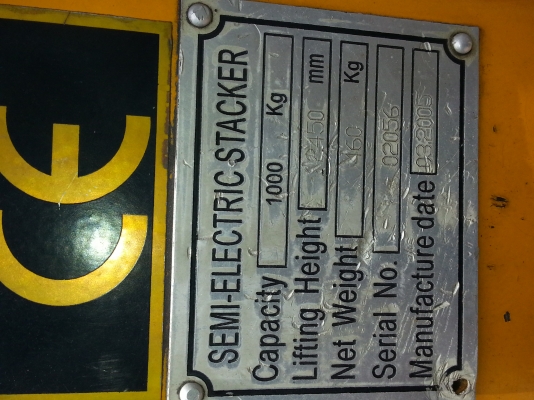 CE
SEMI-ELECTRIC STACKER
Capacity 1000 Kg
Lifting Height 2450 mm
Net Weight Kg
Serial No. 02056
Manufacture date 03.2005